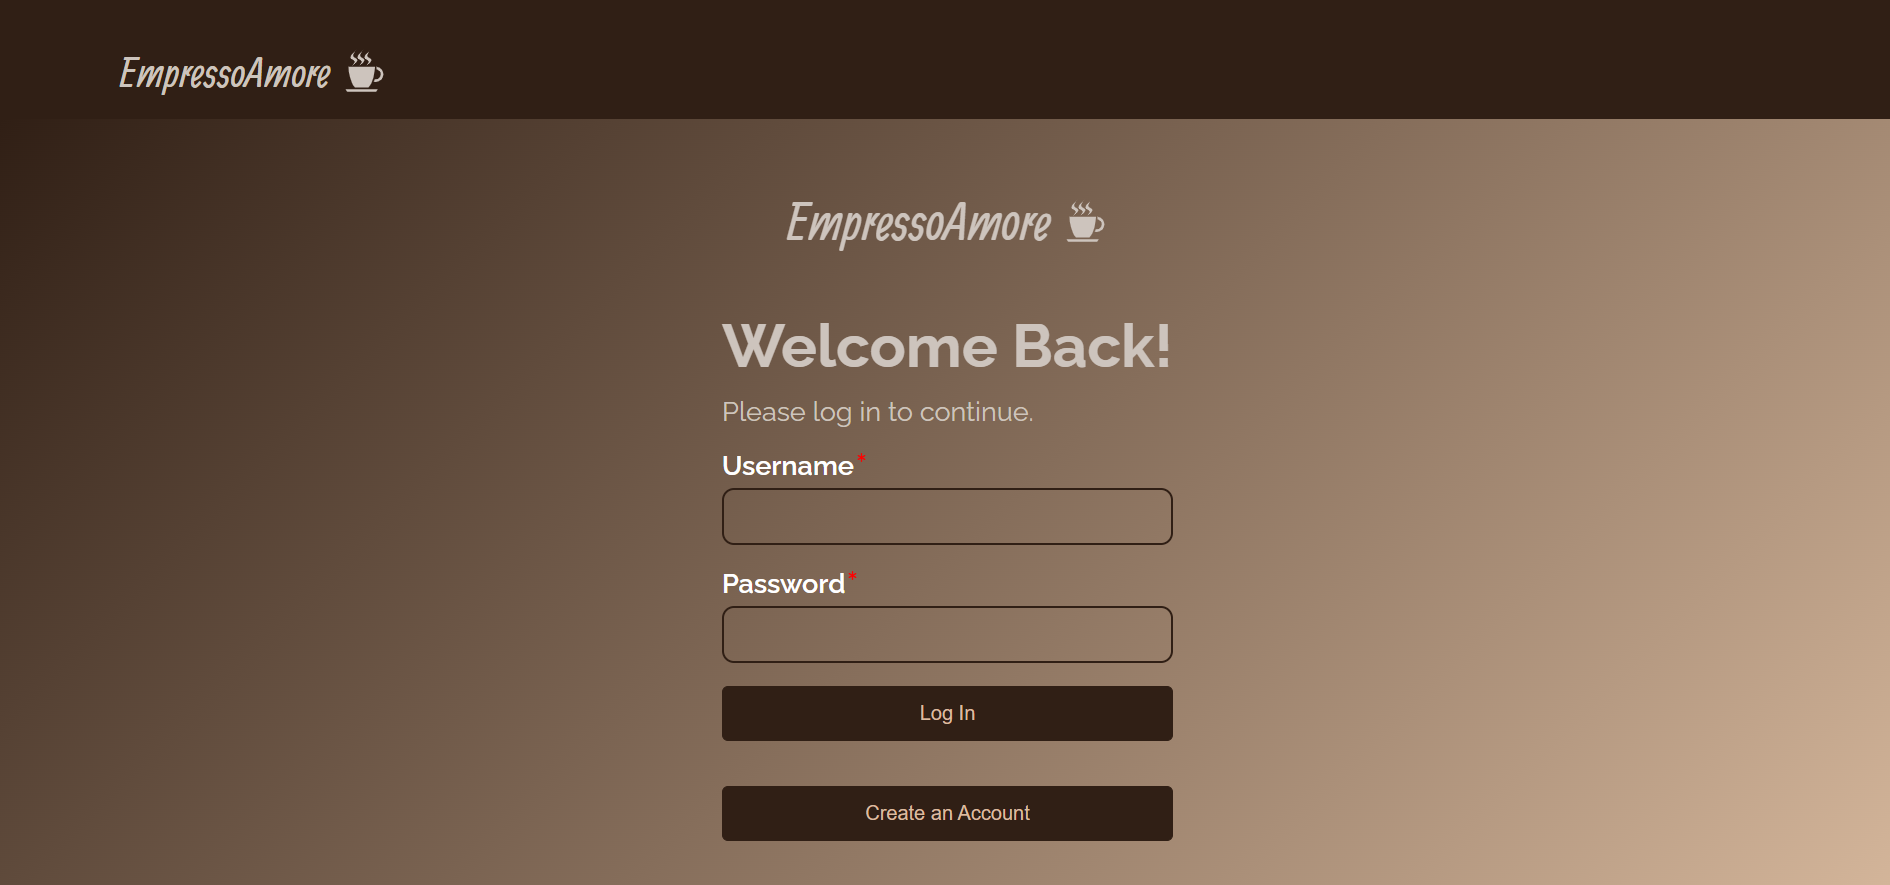 EmpressoAmore
EmpressoAmore
Welcome Back!
Please log in to continue.
Username*
Password*
Log In
Create an Account